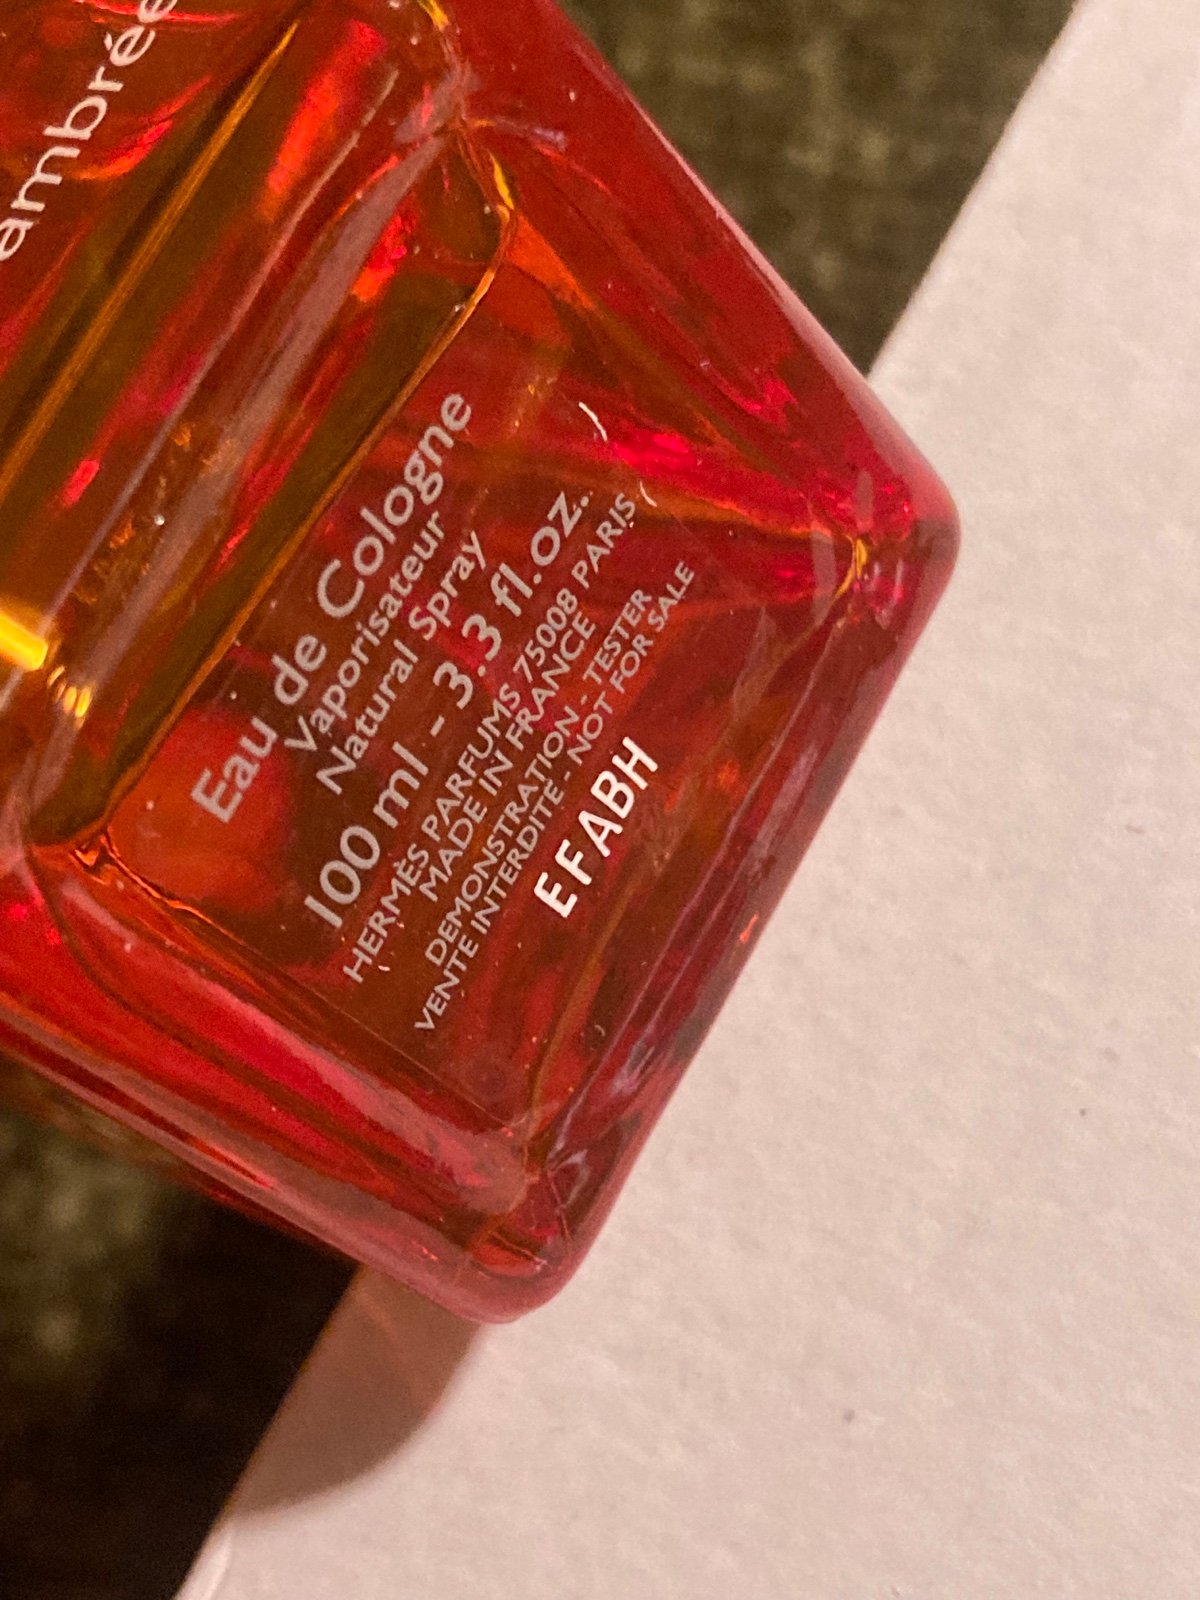 ambrée
Eau de Cologne
Vaporisateur
Natural Spray
100 ml - 3.3 fl.oz.
HERMÈS PARFUMS 75008 PARIS
MADE IN FRANCE
DEMONSTRATION - TESTER
VENTE INTERDITE - NOT FOR SALE
EFABH